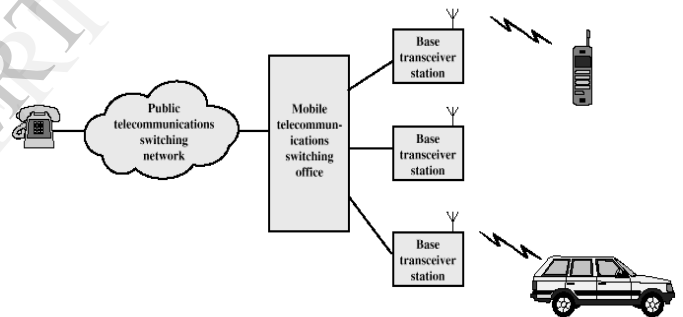 Public
telecommunications
switching
network
Mobile
telecommun-
ications
switching
office
Base
transceiver
station
Base
transceiver
station
Base
transceiver
station